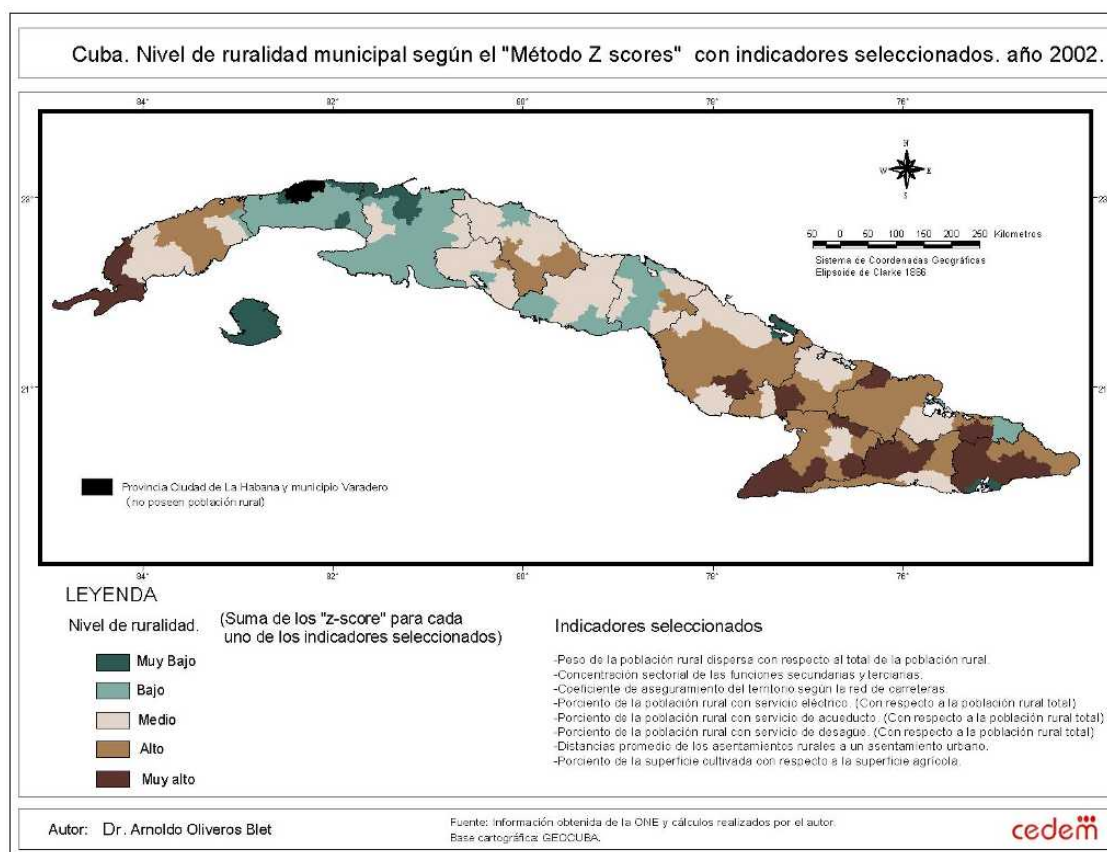 Cuba. Nivel de ruralidad municipal según el "Método Z scores" con indicadores seleccionados. año 2002.
84° 82° 80° 78° 76°
N
W E
S
23° 23
50 0 50 100 150 200 250 Kilometros
Sistema de Coordenadas Geográficas
Elipsoide de Clarke 1866
21° 21
Provincia Ciudad de La Habana y municipio Varadero
(no poseen población rural)
84° 82° 80° 78° 76°
LEYENDA
Nivel de ruralidad. (Suma de los "z-score" para cada
uno de los indicadores seleccionados)
Muy Bajo
Bajo
Medio
Alto
Muy alto
Indicadores seleccionados
-Peso de la población rural dispersa con respecto al total de la población rural.
-Concentración sectorial de las funciones secundarias y terciarias.
-Coeficiente de aseguramiento del territorio según la red de carreteras.
-Porciento de la población rural con servicio eléctrico. (Con respecto a la población rural total)
-Porciento de la población rural con servicio de acueducto. (Con respecto a la población rural total)
-Porciento de la población rural con servicio de desagüe. (Con respecto a la población rural total)
-Distancias promedio de los asentamientos rurales a un asentamiento urbano.
-Porciento de la superficie cultivada con respecto a la superficie agrícola.
Autor: Dr. Arnoldo Oliveros Blet
Fuente: Información obtenida de la ONE y cálculos realizados por el autor.
Base cartográfica: GEOCUBA.
cedem